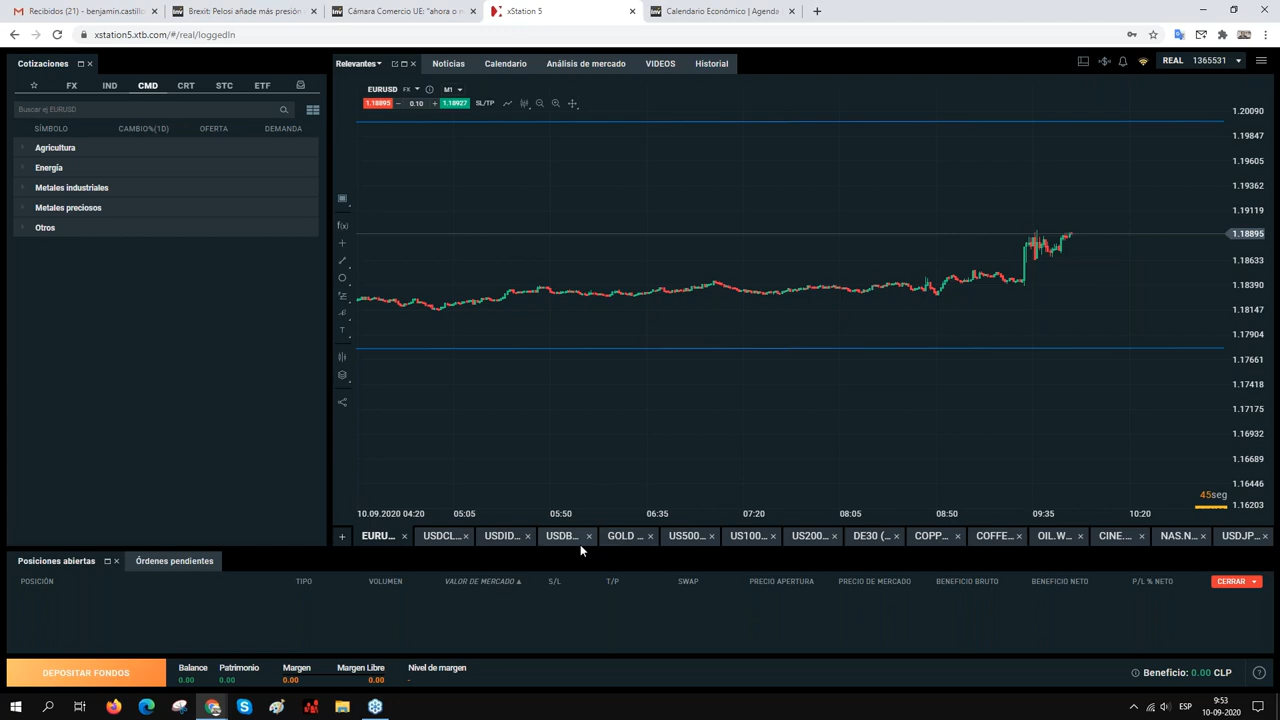 Recibidos (21) - benjamin.castillo
Brexit: Pelosi añade más presión
Cámara Comercio UE: "ahora o n
xStation 5
Calendario Económico | Agenda
xstation5.xtb.com/#/real/loggedIn
Cotizaciones
FX IND CMD CRT STC ETF
Buscar ej EURUSD
SÍMBOLO CAMBIO%(1D) OFERTA DEMANDA
Agricultura
Energía
Metales industriales
Metales preciosos
Otros
Relevantes Noticias Calendario Análisis de mercado VIDEOS Historial
REAL 1365531
EURUSD FX M1
1.18895 0.10 1.18927 SL/TP
1.20090
1.19847
1.19605
1.19362
1.19119
1.18895
1.18633
1.18390
1.18147
1.17904
1.17661
1.17418
1.17175
1.16932
1.16689
1.16446
1.16203
45seg
10.09.2020 04:20 05:05 05:50 06:35 07:20 08:05 08:50 09:35 10:20
EURU... USDCL... USDID... USDB... GOLD ... US500... US100... US200... DE30 (... COPP... COFFE... OIL.W... CINE.... NAS.N... USDJP...
Posiciones abiertas Órdenes pendientes
POSICIÓN TIPO VOLUMEN VALOR DE MERCADO S/L T/P SWAP PRECIO APERTURA PRECIO DE MERCADO BENEFICIO BRUTO BENEFICIO NETO P/L % NETO CERRAR
DEPOSITAR FONDOS
Balance Patrimonio Margen Margen Libre Nivel de margen
0.00 0.00 0.00 0.00 -
Beneficio: 0.00 CLP
ESP
9:53
10-09-2020